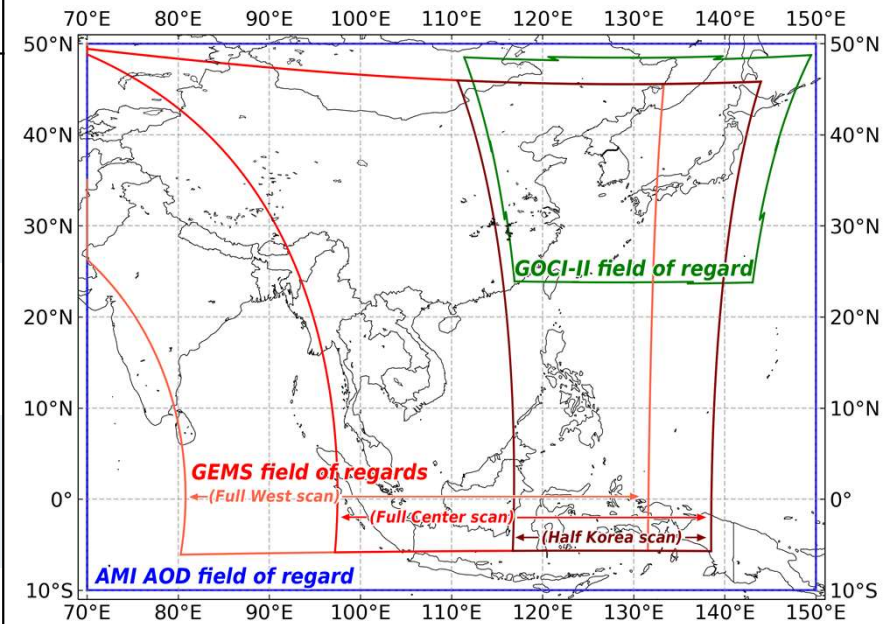 70°E 80°E 90°E 100°E 110°E 120°E 130°E 140°E 150°E
50°N 50°N
40°N 40°N
30°N 30°N
GOCI-II field of regard
20°N 20°N
10°N 10°N
GEMS field of regards
0° (Full West scan) 0°
(Full Center scan)
(Half Korea scan)
AMI AOD field of regard
10°S 10°S
70°E 80°E 90°E 100°E 110°E 120°E 130°E 140°E 150°E